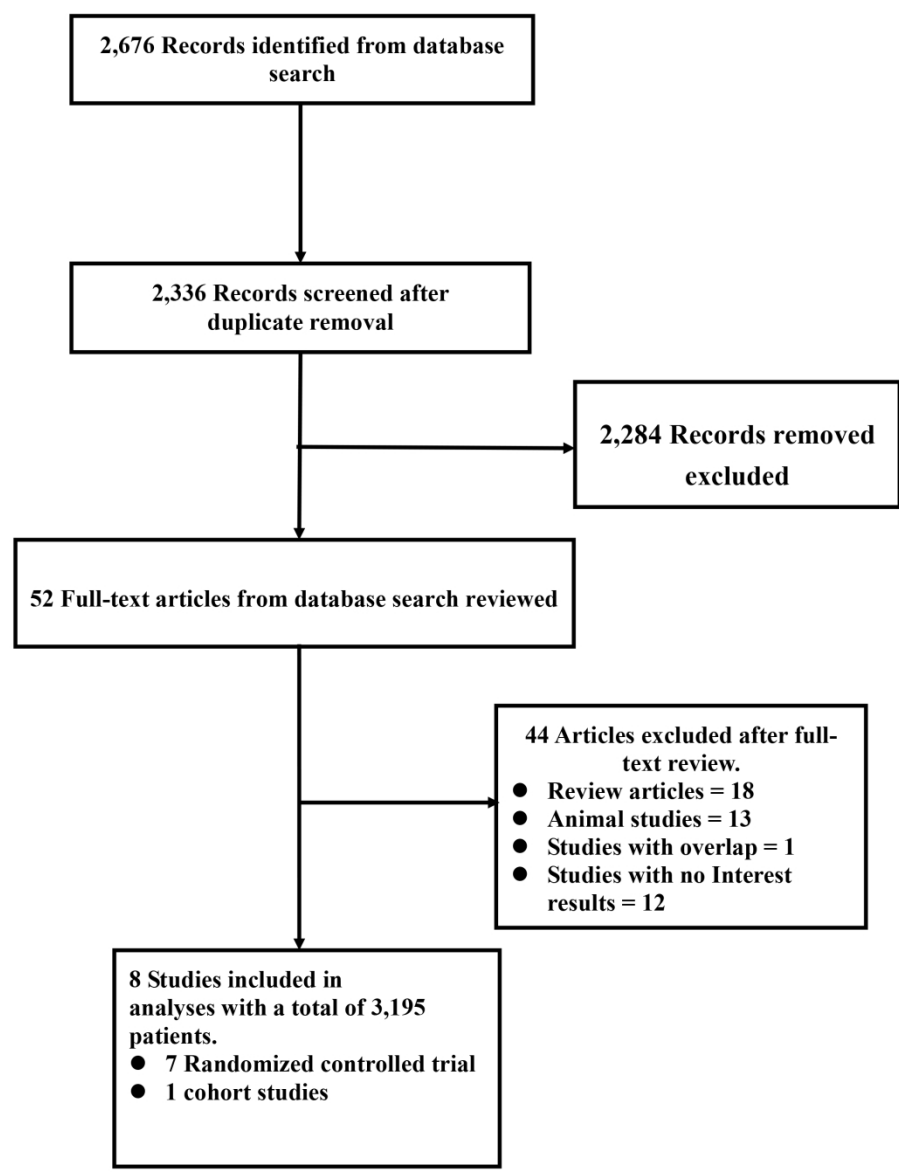 2,676 Records identified from database
search
2,336 Records screened after
duplicate removal
2,284 Records removed
excluded
52 Full-text articles from database search reviewed
44 Articles excluded after full-
text review.
● Review articles = 18
● Animal studies = 13
● Studies with overlap = 1
● Studies with no Interest
results = 12
8 Studies included in
analyses with a total of 3,195
patients.
● 7 Randomized controlled trial
● 1 cohort studies